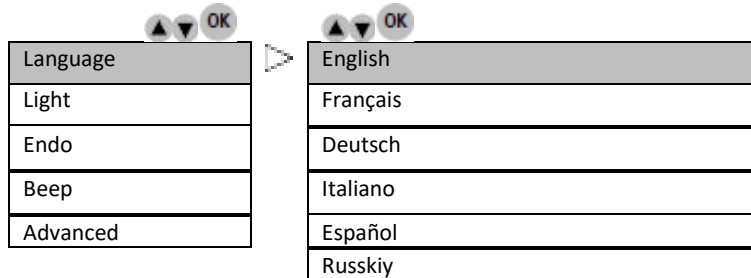 OK
OK
Language
English
Light
Français
Endo
Deutsch
Beep
Italiano
Advanced
Español
Russkiy